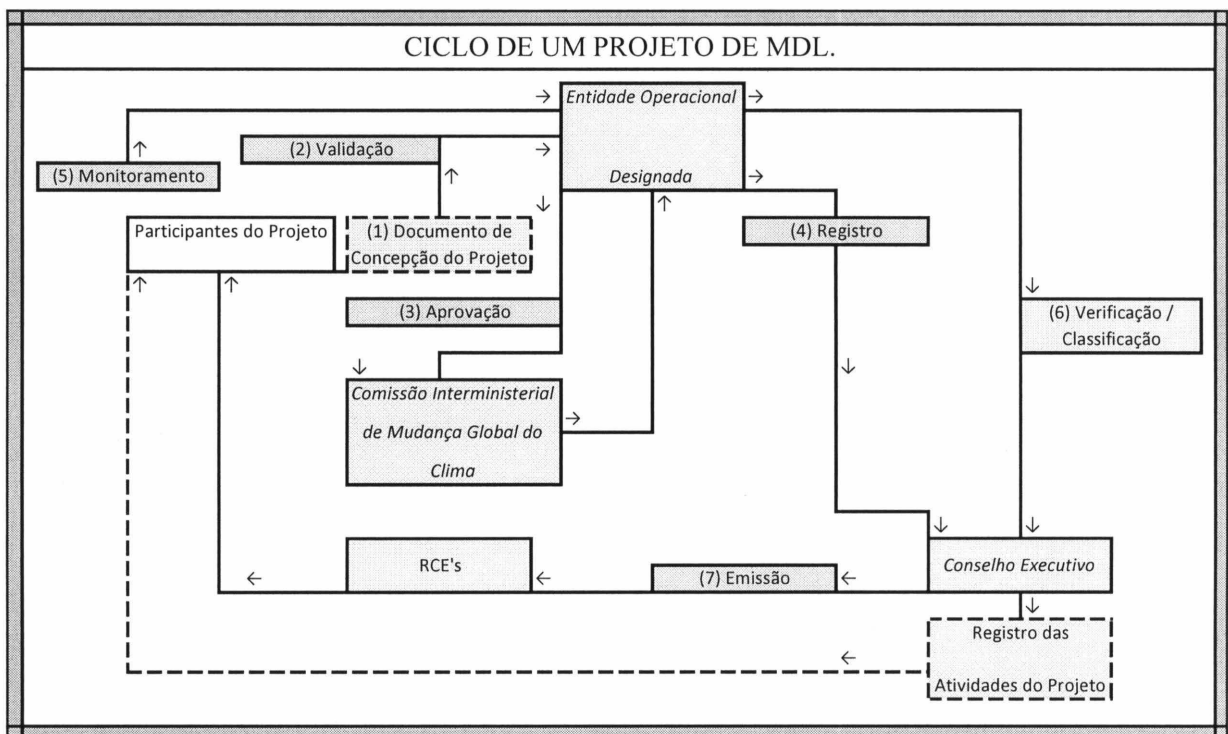 CICLO DE UM PROJETO DE MDL.
Entidade Operacional
Designada
(2) Validação
(5) Monitoramento
Participantes do Projeto
(1) Documento de
Concepção do Projeto
(4) Registro
(3) Aprovação
(6) Verificação /
Classificação
Comissão Interministerial
de Mudança Global do
Clima
RCE's
(7) Emissão
Conselho Executivo
Registro das
Atividades do Projeto